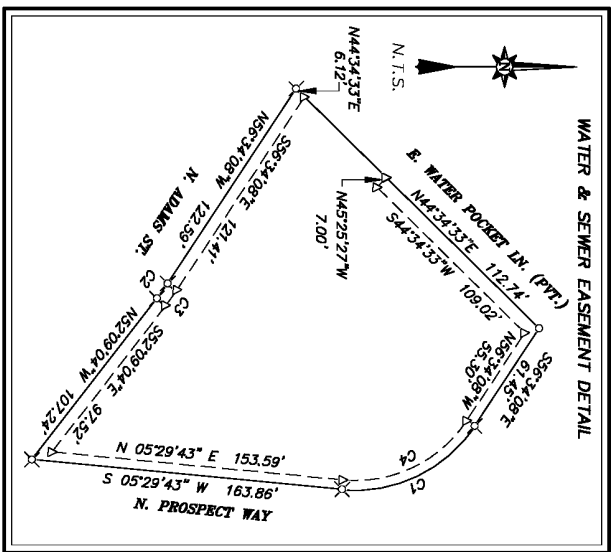 WATER & SEWER EASEMENT DETAIL
N
N.T.S.
N44°34'33"E
6.12'
E. WATER POCKET LN. (PVT.)
N44°34'33"E 112.74'
S44°34'33"W 109.02'
N45°25'27"W
7.00'
S56°34'08"E
61.45'
N56°34'08"W
55.30'
N56°34'08"W 122.59'
S56°34'08"E 121.41'
N. ADAMS ST.
C2
C3
C4
C1
N52°09'04"W 107.24'
S52°09'04"E 97.52'
N 05°29'43" E 153.59'
S 05°29'43" W 163.86'
N. PROSPECT WAY